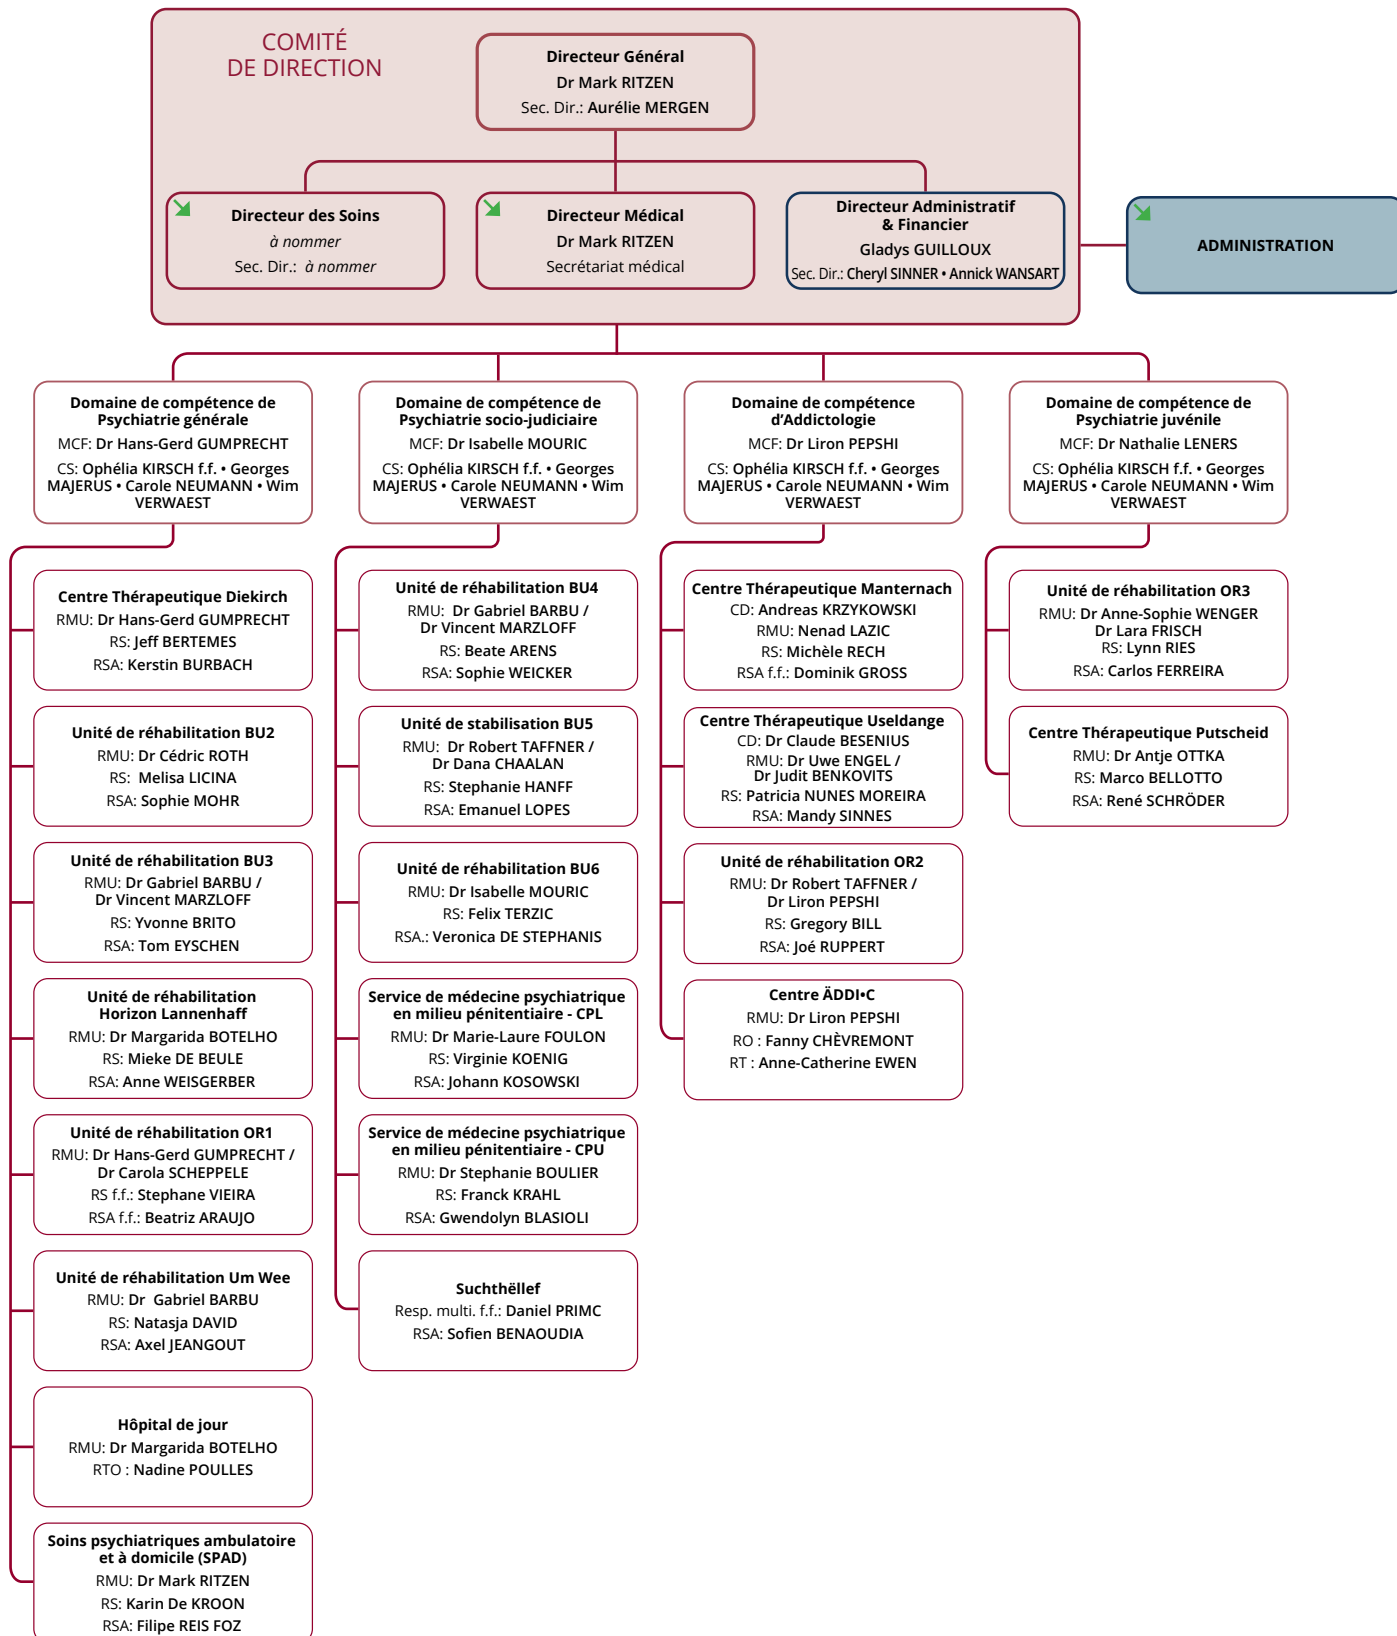 COMITÉ
DE DIRECTION
Directeur Général
Dr Mark RITZEN
Sec. Dir.: Aurélie MERGEN
Directeur des Soins
à nommer
Sec. Dir.: à nommer
Directeur Médical
Dr Mark RITZEN
Secrétariat médical
Directeur Administratif
& Financier
Gladys GUILLOUX
Sec. Dir.: Cheryl SINNER • Annick WANSART
ADMINISTRATION
Domaine de compétence de
Psychiatrie générale
MCF: Dr Hans-Gerd GUMPRECHT
CS: Ophélia KIRSCH f.f. • Georges
MAJERUS • Carole NEUMANN • Wim
VERWAEST
Centre Thérapeutique Diekirch
RMU: Dr Hans-Gerd GUMPRECHT
RS: Jeff BERTEMES
RSA: Kerstin BURBACH
Unité de réhabilitation BU2
RMU: Dr Cédric ROTH
RS: Melisa LICINA
RSA: Sophie MOHR
Unité de réhabilitation BU3
RMU: Dr Gabriel BARBU /
Dr Vincent MARZLOFF
RS: Yvonne BRITO
RSA: Tom EYSCHEN
Unité de réhabilitation
Horizon Lannenhaff
RMU: Dr Margarida BOTELHO
RS: Mieke DE BEULE
RSA: Anne WEISGERBER
Unité de réhabilitation OR1
RMU: Dr Hans-Gerd GUMPRECHT /
Dr Carola SCHEPPELE
RS f.f.: Stephane VIEIRA
RSA f.f.: Beatriz ARAUJO
Unité de réhabilitation Um Wee
RMU: Dr Gabriel BARBU
RS: Natasja DAVID
RSA: Axel JEANGOUT
Hôpital de jour
RMU: Dr Margarida BOTELHO
RTO : Nadine POULLES
Soins psychiatriques ambulatoire
et à domicile (SPAD)
RMU: Dr Mark RITZEN
RS: Karin De KROON
RSA: Filipe REIS FOZ
Domaine de compétence de
Psychiatrie socio-judiciaire
MCF: Dr Isabelle MOURIC
CS: Ophélia KIRSCH f.f. • Georges
MAJERUS • Carole NEUMANN • Wim
VERWAEST
Unité de réhabilitation BU4
RMU: Dr Gabriel BARBU /
Dr Vincent MARZLOFF
RS: Beate ARENS
RSA: Sophie WEICKER
Unité de stabilisation BU5
RMU: Dr Robert TAFFNER /
Dr Dana CHAALAN
RS: Stephanie HANFF
RSA: Emanuel LOPES
Unité de réhabilitation BU6
RMU: Dr Isabelle MOURIC
RS: Felix TERZIC
RSA.: Veronica DE STEPHANIS
Service de médecine psychiatrique
en milieu pénitentiaire - CPL
RMU: Dr Marie-Laure FOULON
RS: Virginie KOENIG
RSA: Johann KOSOWSKI
Service de médecine psychiatrique
en milieu pénitentiaire - CPU
RMU: Dr Stephanie BOULIER
RS: Franck KRAHL
RSA: Gwendolyn BLASIOLI
Suchthëllef
Resp. multi. f.f.: Daniel PRIMC
RSA: Sofien BENAOUDIA
Domaine de compétence
d'Addictologie
MCF: Dr Liron PEPSHI
CS: Ophélia KIRSCH f.f. • Georges
MAJERUS • Carole NEUMANN • Wim
VERWAEST
Centre Thérapeutique Manternach
CD: Andreas KRZYKOWSKI
RMU: Nenad LAZIC
RS: Michèle RECH
RSA f.f.: Dominik GROSS
Centre Thérapeutique Useldange
CD: Dr Claude BESENIUS
RMU: Dr Uwe ENGEL /
Dr Judit BENKOVITS
RS: Patricia NUNES MOREIRA
RSA: Mandy SINNES
Unité de réhabilitation OR2
RMU: Dr Robert TAFFNER /
Dr Liron PEPSHI
RS: Gregory BILL
RSA: Joé RUPPERT
Centre ÄDDI•C
RMU: Dr Liron PEPSHI
RO : Fanny CHÈVREMONT
RT : Anne-Catherine EWEN
Domaine de compétence de
Psychiatrie juvénile
MCF: Dr Nathalie LENERS
CS: Ophélia KIRSCH f.f. • Georges
MAJERUS • Carole NEUMANN • Wim
VERWAEST
Unité de réhabilitation OR3
RMU: Dr Anne-Sophie WENGER
Dr Lara FRISCH
RS: Lynn RIES
RSA: Carlos FERREIRA
Centre Thérapeutique Putscheid
RMU: Dr Antje OTTKA
RS: Marco BELLOTTO
RSA: René SCHRÖDER